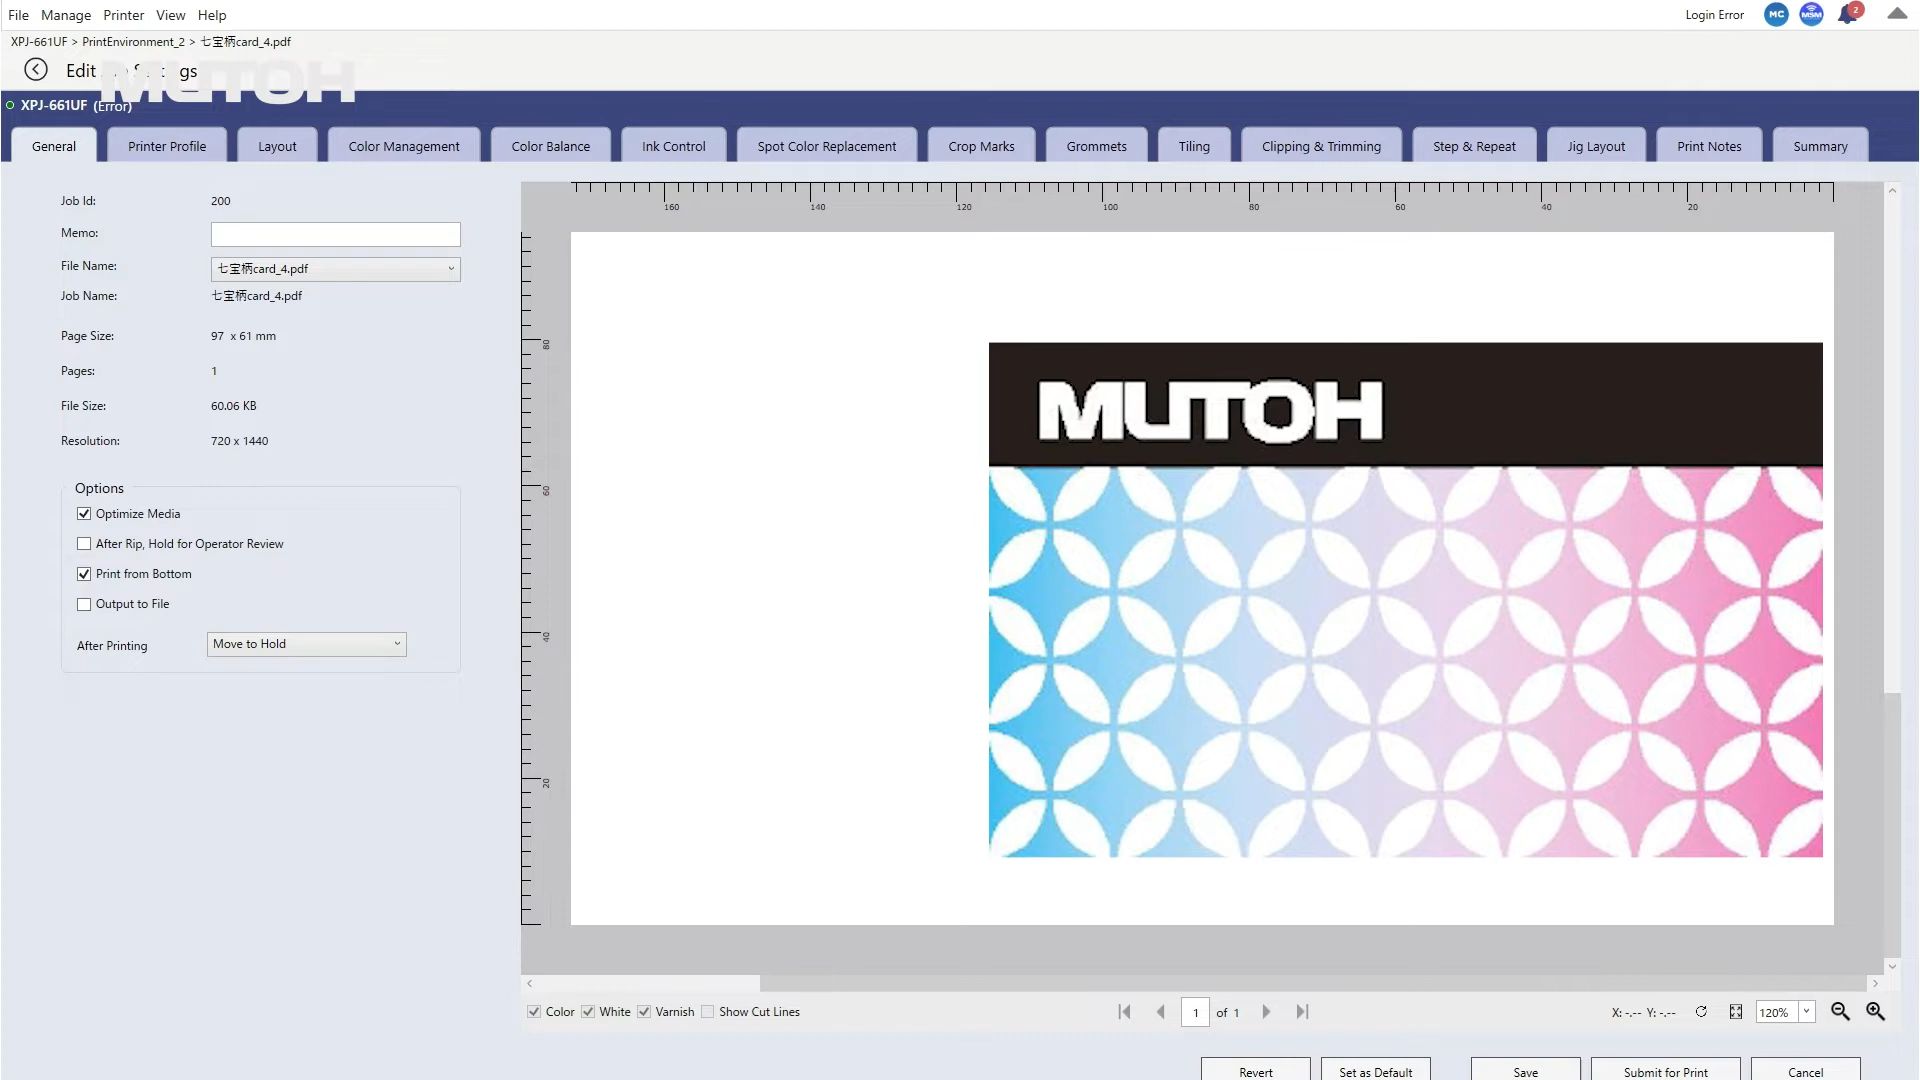 File Manage Printer View Help Login Error MC MSM 2
XPJ-661UF > PrintEnvironment_2 > 七宝柄card_4.pdf
Edit Job Settings
MUTOH
XPJ-661UF (Error)
General Printer Profile Layout Color Management Color Balance Ink Control Spot Color Replacement Crop Marks Grommets Tiling Clipping & Trimming Step & Repeat Jig Layout Print Notes Summary
Job Id: 200
Memo:
File Name: 七宝柄card_4.pdf
Job Name: 七宝柄card_4.pdf
Page Size: 97 x 61 mm
Pages: 1
File Size: 60.06 KB
Resolution: 720 x 1440
Options
Optimize Media
After Rip, Hold for Operator Review
Print from Bottom
Output to File
After Printing Move to Hold
160 140 120 100 80 60 40 20
80
60
40
20
MUTOH
Color White Varnish Show Cut Lines 1 of 1 X: -.-- Y: -.-- 120%
Revert Set as Default Save Submit for Print Cancel